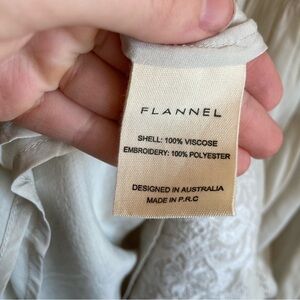 FLANNEL
SHELL: 100% VISCOSE
EMBROIDERY: 100% POLYESTER
DESIGNED IN AUSTRALIA
MADE IN P.R.C